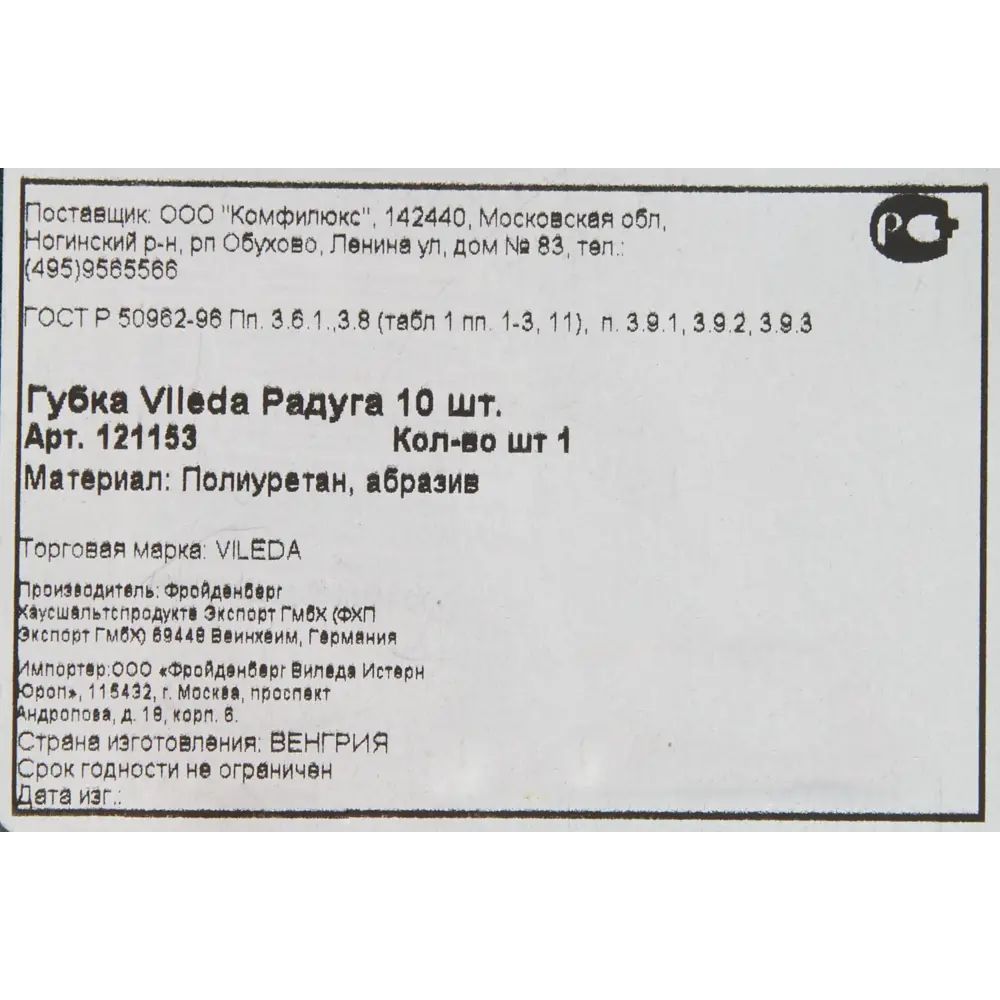 Поставщик: ООО "Комфилюкс", 142440, Московская обл,
Ногинский р-н, рп Обухово, Ленина ул, дом № 83, тел.:
(495)9565566
РСТ
ГОСТ Р 50962-96 Пп. 3.6.1.,3.8 (табл 1 пп. 1-3, 11), п. 3.9.1, 3.9.2, 3.9.3
Губка Vileda Радуга 10 шт.
Арт. 121153 Кол-во шт 1
Материал: Полиуретан, абразив
Торговая марка: VILEDA
Производитель: Фройденберг
Хаусшальтспродукте Экспорт ГмбХ (ФХП
Экспорт ГмбХ) 69448 Веинхеим, Германия
Импортер:ООО «Фройденберг Виледа Истерн
Юроп», 115432, г. Москва, проспект
Андропова, д. 18, корп. 6.
Страна изготовления: ВЕНГРИЯ
Срок годности не ограничен
Дата изг.: